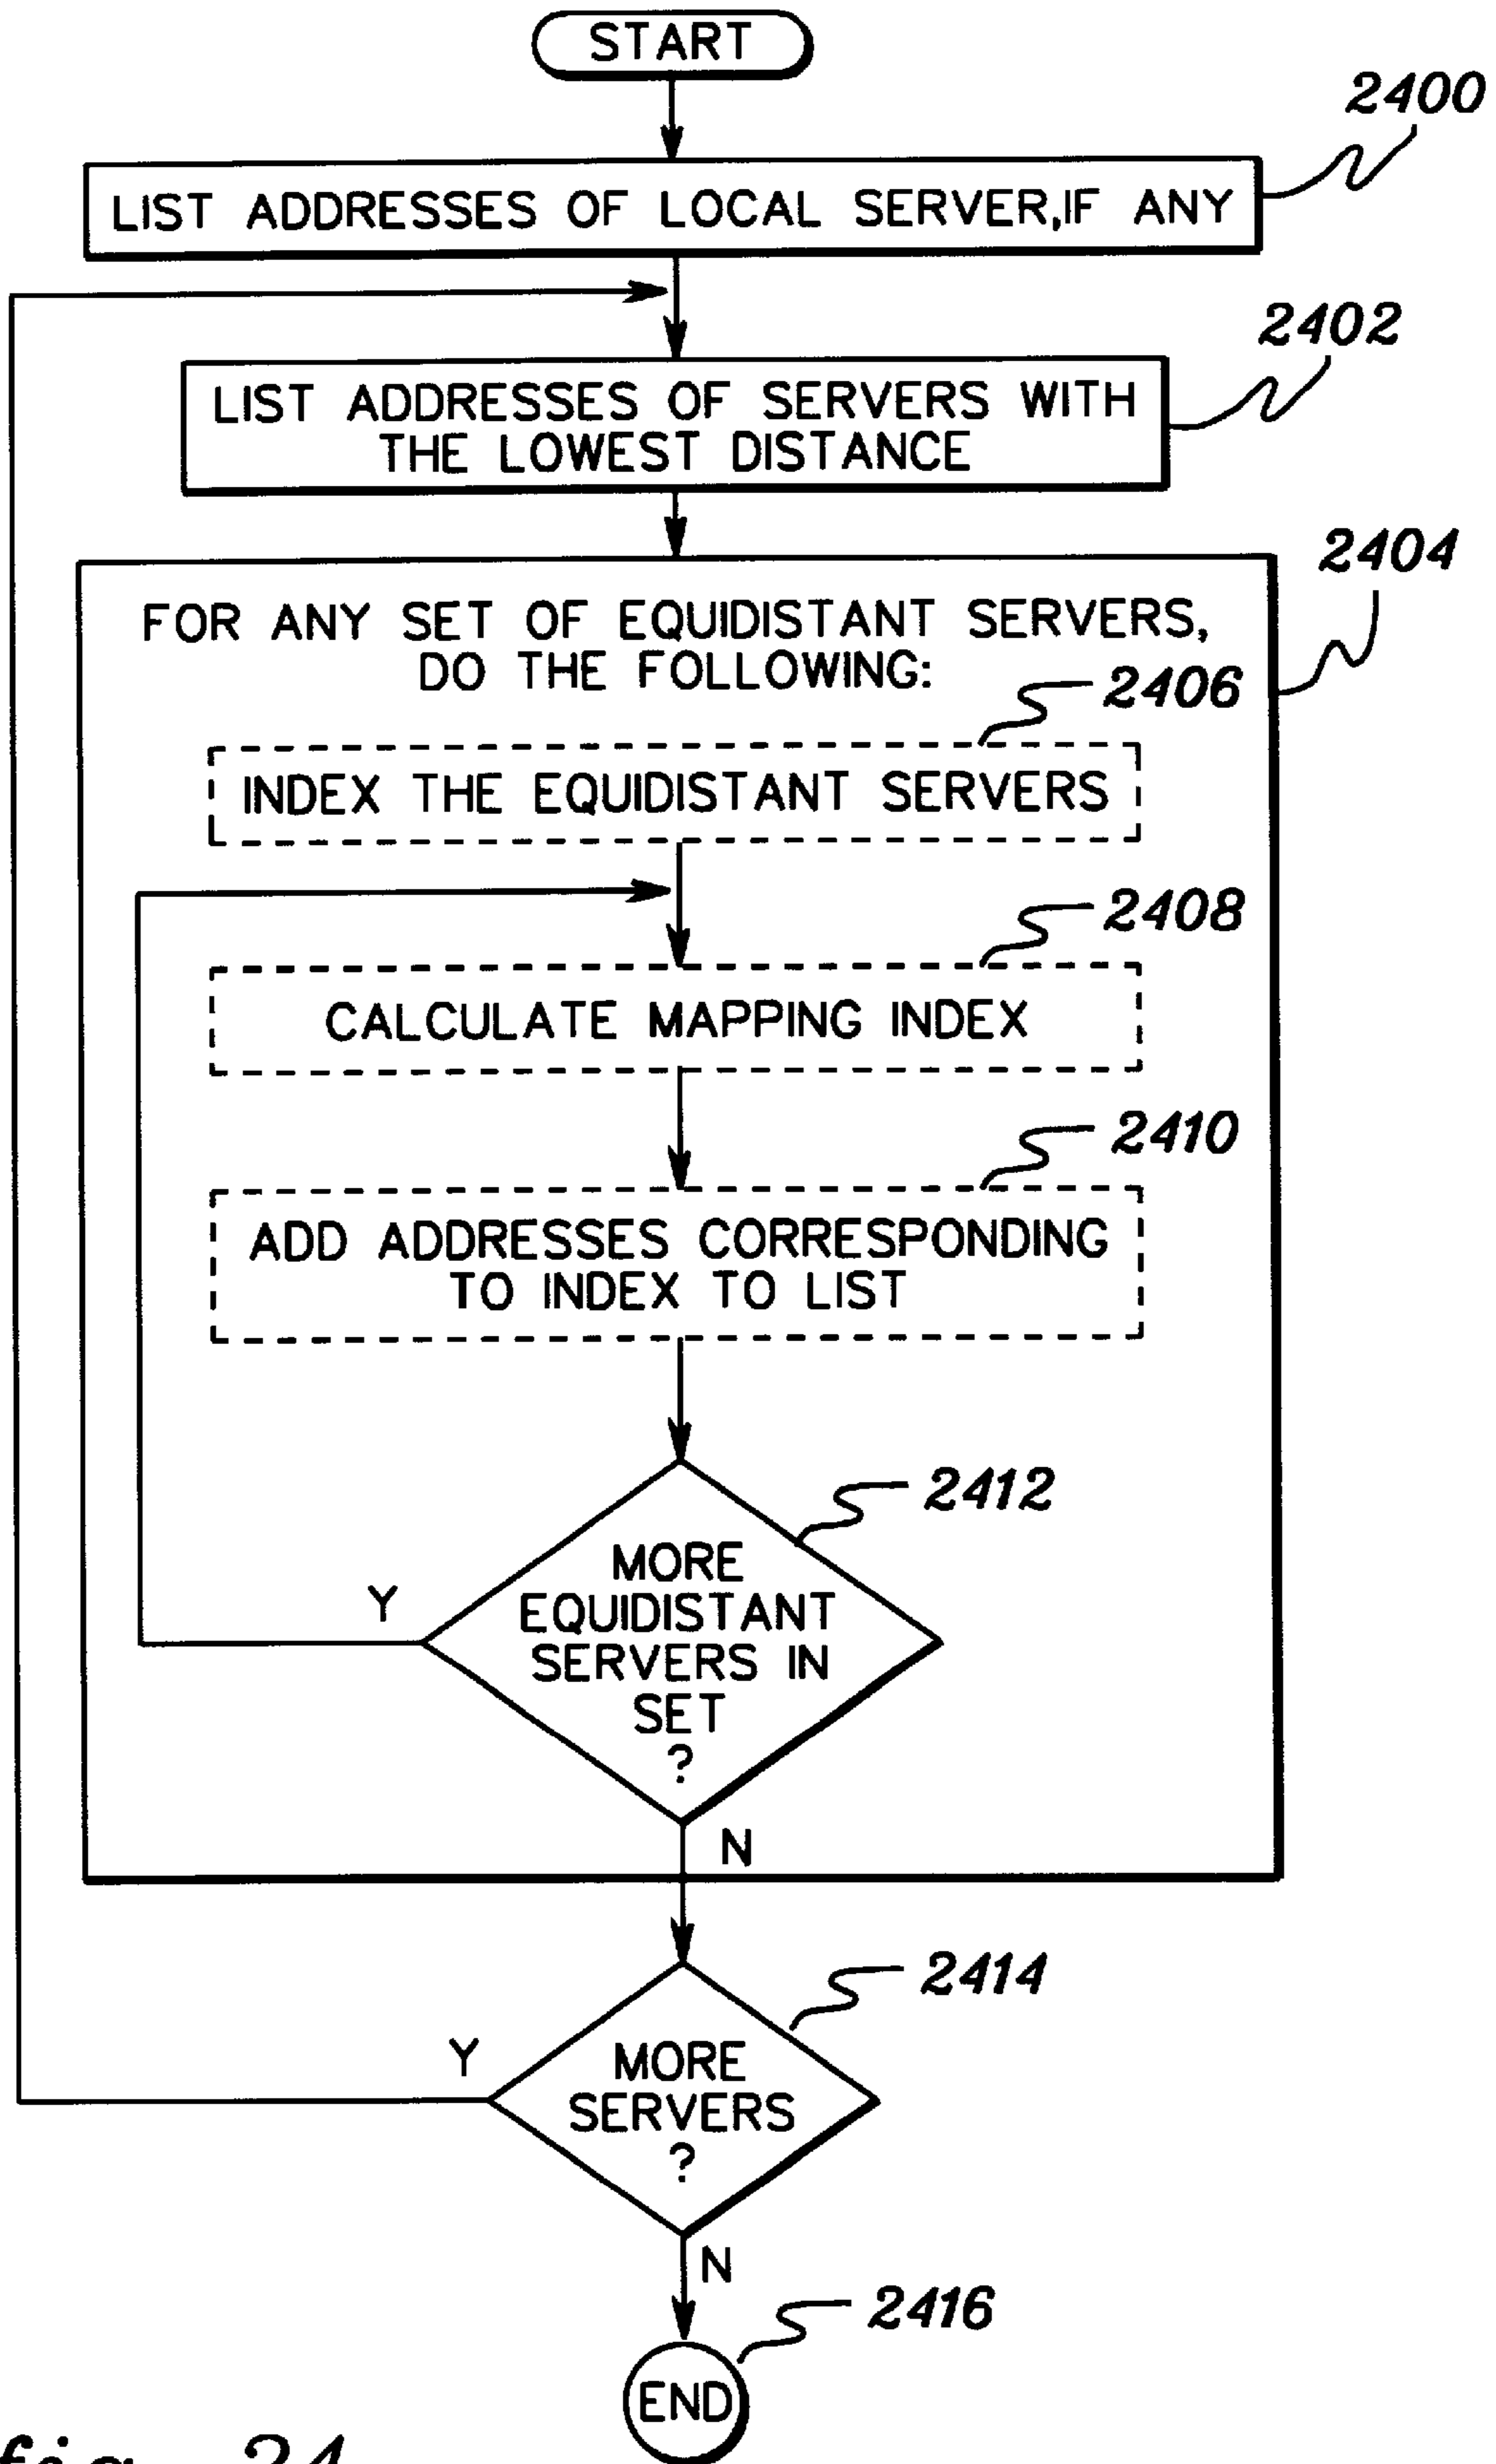 START
2400
LIST ADDRESSES OF LOCAL SERVER,IF ANY
2402
LIST ADDRESSES OF SERVERS WITH
THE LOWEST DISTANCE
2404
FOR ANY SET OF EQUIDISTANT SERVERS,
DO THE FOLLOWING:
2406
INDEX THE EQUIDISTANT SERVERS
2408
CALCULATE MAPPING INDEX
2410
ADD ADDRESSES CORRESPONDING
TO INDEX TO LIST
2412
MORE
EQUIDISTANT
SERVERS IN
SET
?
Y
N
2414
MORE
SERVERS
?
Y
N
2416
END
fig. 24